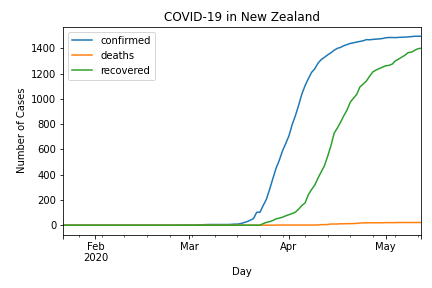 COVID-19 in New Zealand
confirmed
deaths
recovered
Number of Cases
1400
1200
1000
800
600
400
200
0
Feb
2020
Mar
Apr
May
Day